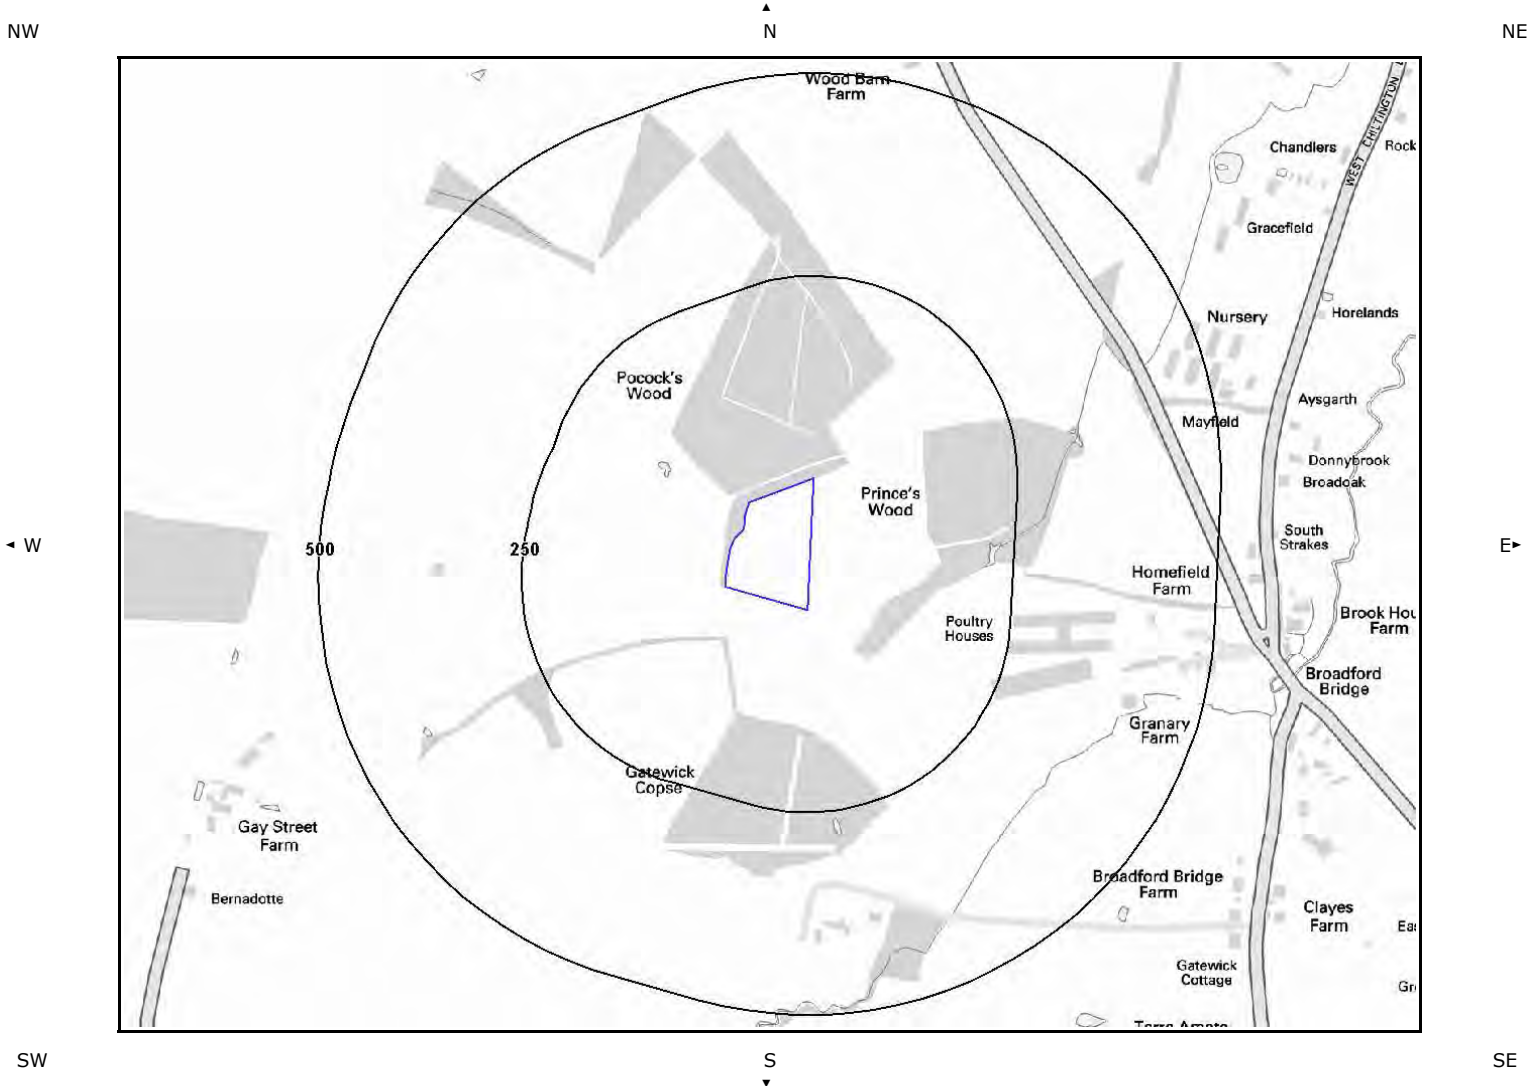 NW
N
NE
Wood Barn
Farm
WEST CHILTINGTON
Chandlers
Rock
Gracefield
Nursery
Horelands
Pocock's
Wood
Aysgarth
Mayfield
Donnybrook
Broadoak
Prince's
Wood
South
Strakes
W
500
250
E
Homefield
Farm
Poultry
Houses
Brook Hou
Farm
Broadford
Bridge
Granary
Farm
Gatewick
Copse
Gay Street
Farm
Bernadotte
Broadford Bridge
Farm
Clayes
Farm
Eas
Gatewick
Cottage
Gr
SW
S
SE